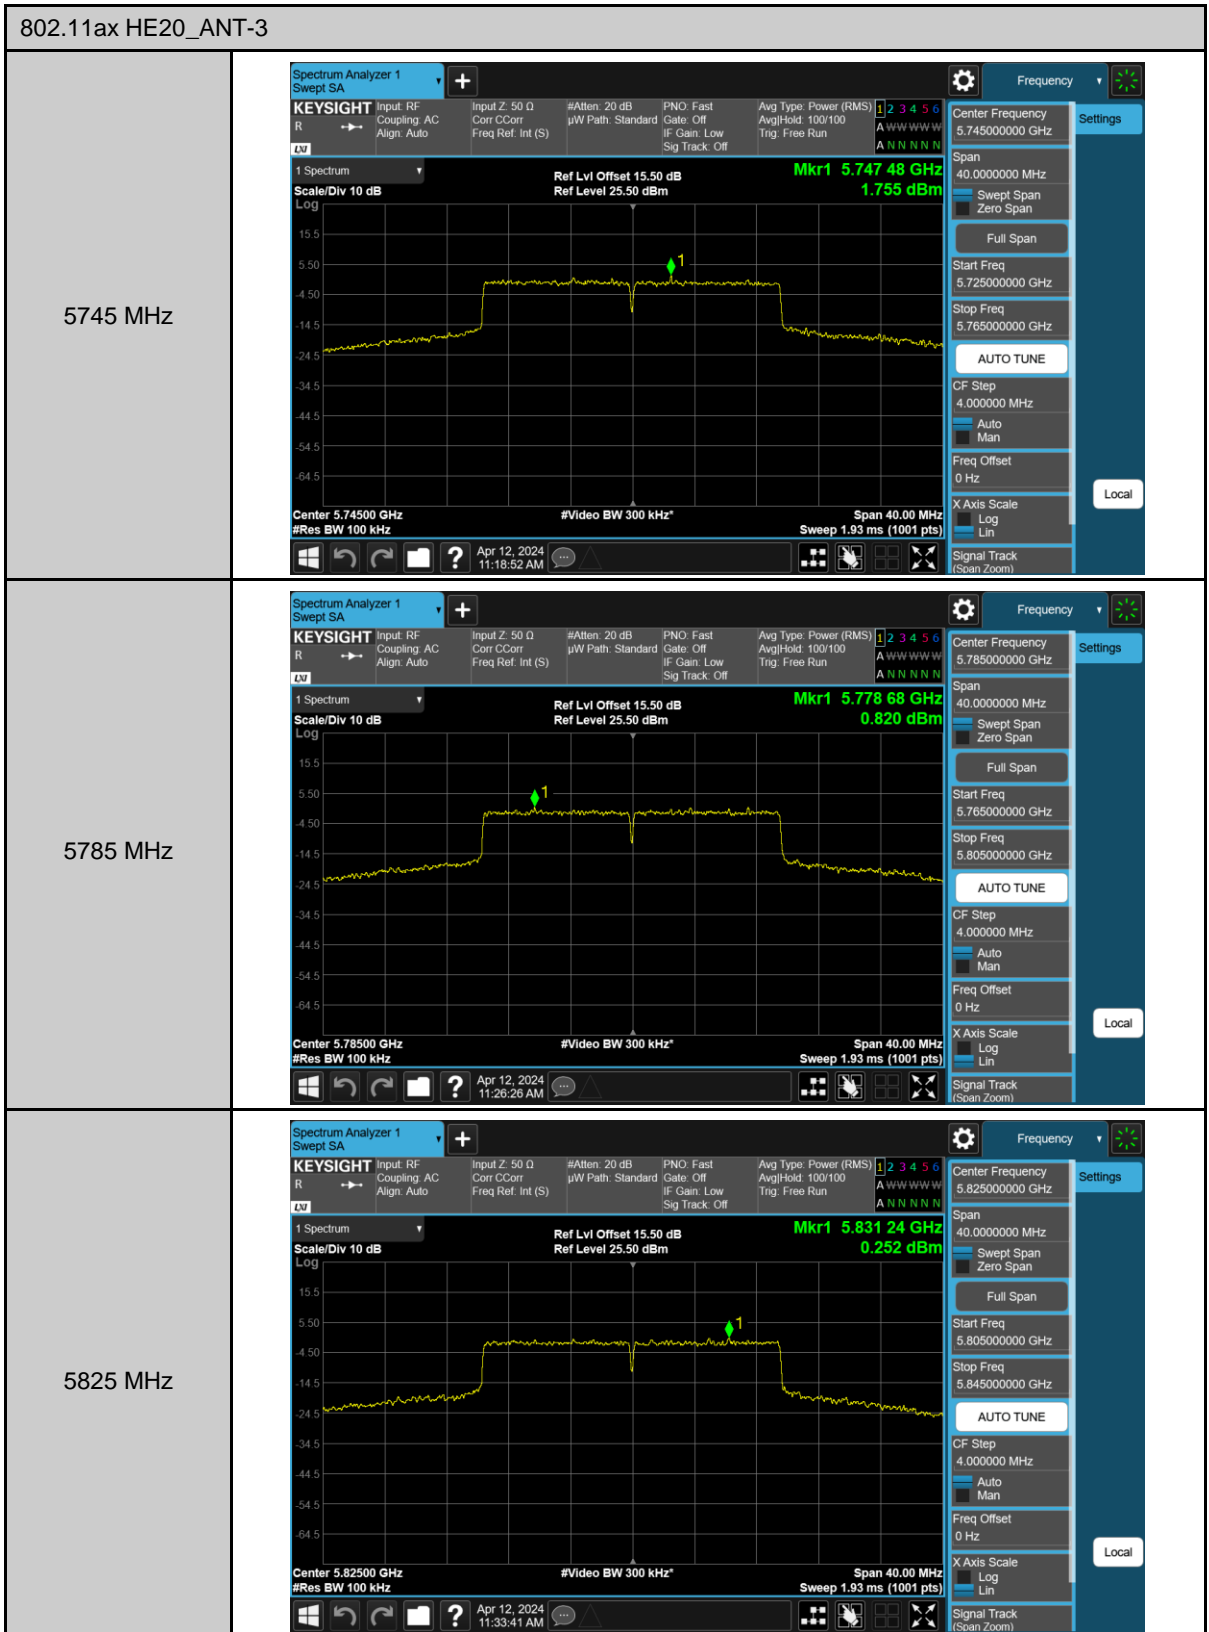 802.11ax HE20_ANT-3
5745 MHz
Spectrum Analyzer 1
Swept SA
Frequency
KEYSIGHT
R
LXI
Input: RF
Coupling: AC
Align: Auto
Input Z: 50 Ω
Corr CCorr
Freq Ref: Int (S)
#Atten: 20 dB
µW Path: Standard
PNO: Fast
Gate: Off
IF Gain: Low
Sig Track: Off
Avg Type: Power (RMS)
Avg|Hold: 100/100
Trig: Free Run
1 2 3 4 5 6
A W W W W W
A N N N N N
1 Spectrum
Scale/Div 10 dB
Log
Ref Lvl Offset 15.50 dB
Ref Level 25.50 dBm
Mkr1 5.747 48 GHz
1.755 dBm
1
15.5
5.50
-4.50
-14.5
-24.5
-34.5
-44.5
-54.5
-64.5
Center 5.74500 GHz
#Res BW 100 kHz
#Video BW 300 kHz*
Span 40.00 MHz
Sweep 1.93 ms (1001 pts)
Apr 12, 2024
11:18:52 AM
Center Frequency
5.745000000 GHz
Span
40.0000000 MHz
Swept Span
Zero Span
Full Span
Start Freq
5.725000000 GHz
Stop Freq
5.765000000 GHz
AUTO TUNE
CF Step
4.000000 MHz
Auto
Man
Freq Offset
0 Hz
X Axis Scale
Log
Lin
Signal Track
(Span Zoom)
Settings
Local
5785 MHz
Spectrum Analyzer 1
Swept SA
Frequency
KEYSIGHT
R
LXI
Input: RF
Coupling: AC
Align: Auto
Input Z: 50 Ω
Corr CCorr
Freq Ref: Int (S)
#Atten: 20 dB
µW Path: Standard
PNO: Fast
Gate: Off
IF Gain: Low
Sig Track: Off
Avg Type: Power (RMS)
Avg|Hold: 100/100
Trig: Free Run
1 2 3 4 5 6
A W W W W W
A N N N N N
1 Spectrum
Scale/Div 10 dB
Log
Ref Lvl Offset 15.50 dB
Ref Level 25.50 dBm
Mkr1 5.778 68 GHz
0.820 dBm
1
15.5
5.50
-4.50
-14.5
-24.5
-34.5
-44.5
-54.5
-64.5
Center 5.78500 GHz
#Res BW 100 kHz
#Video BW 300 kHz*
Span 40.00 MHz
Sweep 1.93 ms (1001 pts)
Apr 12, 2024
11:26:26 AM
Center Frequency
5.785000000 GHz
Span
40.0000000 MHz
Swept Span
Zero Span
Full Span
Start Freq
5.765000000 GHz
Stop Freq
5.805000000 GHz
AUTO TUNE
CF Step
4.000000 MHz
Auto
Man
Freq Offset
0 Hz
X Axis Scale
Log
Lin
Signal Track
(Span Zoom)
Settings
Local
5825 MHz
Spectrum Analyzer 1
Swept SA
Frequency
KEYSIGHT
R
LXI
Input: RF
Coupling: AC
Align: Auto
Input Z: 50 Ω
Corr CCorr
Freq Ref: Int (S)
#Atten: 20 dB
µW Path: Standard
PNO: Fast
Gate: Off
IF Gain: Low
Sig Track: Off
Avg Type: Power (RMS)
Avg|Hold: 100/100
Trig: Free Run
1 2 3 4 5 6
A W W W W W
A N N N N N
1 Spectrum
Scale/Div 10 dB
Log
Ref Lvl Offset 15.50 dB
Ref Level 25.50 dBm
Mkr1 5.831 24 GHz
0.252 dBm
1
15.5
5.50
-4.50
-14.5
-24.5
-34.5
-44.5
-54.5
-64.5
Center 5.82500 GHz
#Res BW 100 kHz
#Video BW 300 kHz*
Span 40.00 MHz
Sweep 1.93 ms (1001 pts)
Apr 12, 2024
11:33:41 AM
Center Frequency
5.825000000 GHz
Span
40.0000000 MHz
Swept Span
Zero Span
Full Span
Start Freq
5.805000000 GHz
Stop Freq
5.845000000 GHz
AUTO TUNE
CF Step
4.000000 MHz
Auto
Man
Freq Offset
0 Hz
X Axis Scale
Log
Lin
Signal Track
(Span Zoom)
Settings
Local